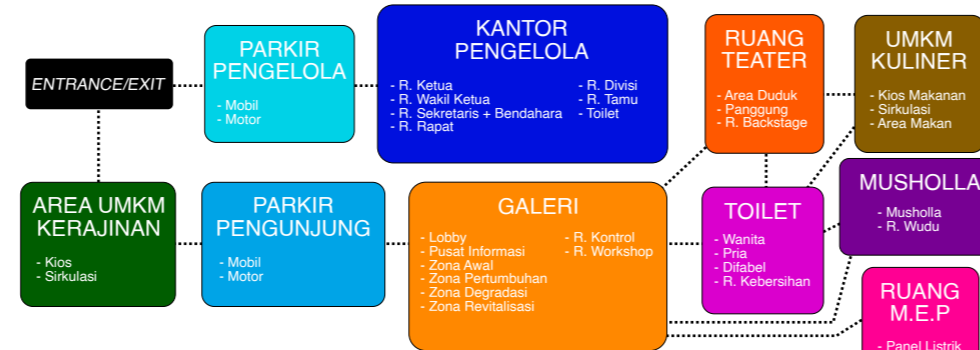 ENTRANCE/EXIT
PARKIR
PENGELOLA
- Mobil
- Motor
KANTOR
PENGELOLA
- R. Ketua
- R. Wakil Ketua
- R. Sekretaris + Bendahara
- R. Rapat
- R. Divisi
- R. Tamu
- Toilet
RUANG
TEATER
- Area Duduk
- Panggung
- R. Backstage
UMKM
KULINER
- Kios Makanan
- Sirkulasi
- Area Makan
AREA UMKM
KERAJINAN
- Kios
- Sirkulasi
PARKIR
PENGUNJUNG
- Mobil
- Motor
GALERI
- Lobby
- Pusat Informasi
- Zona Awal
- Zona Pertumbuhan
- Zona Degradasi
- Zona Revitalisasi
- R. Kontrol
- R. Workshop
TOILET
- Wanita
- Pria
- Difabel
- R. Kebersihan
MUSHOLLA
- Musholla
- R. Wudu
RUANG
M.E.P
- Panel Listrik